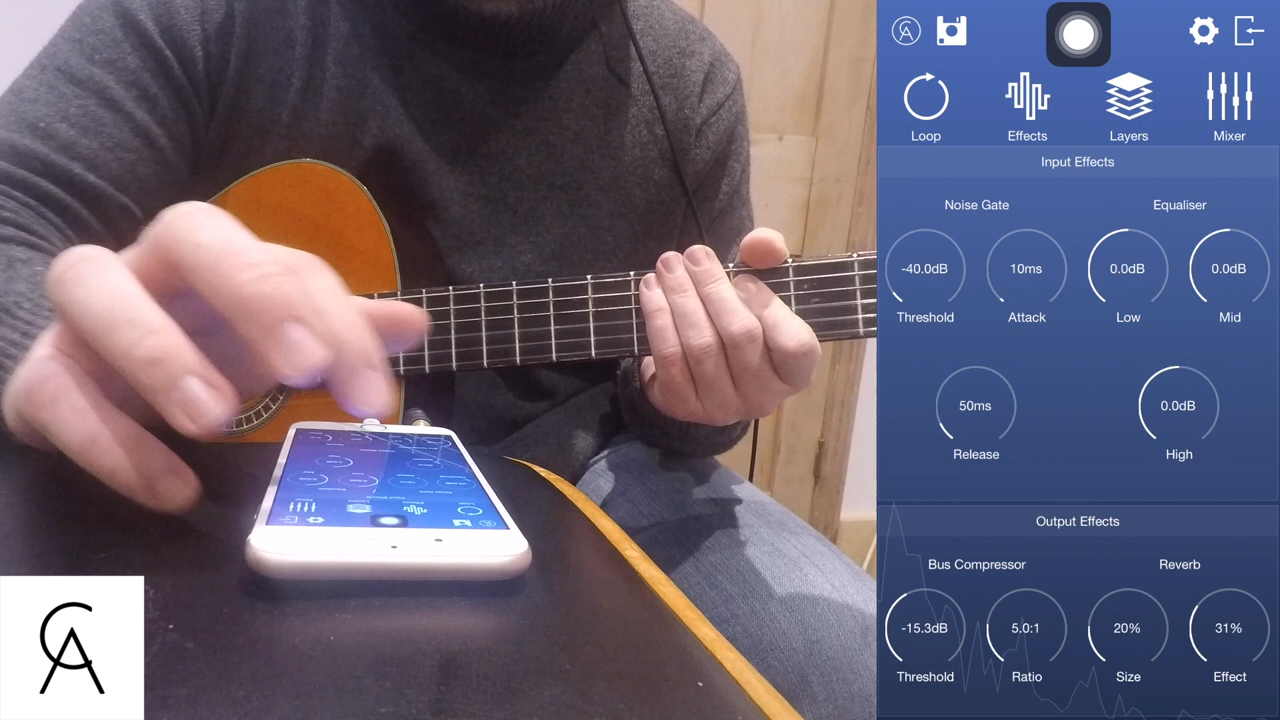 Loop
Effects
Layers
Mixer
Input Effects
Noise Gate
Equaliser
-40.0dB
10ms
0.0dB
0.0dB
Threshold
Attack
Low
Mid
50ms
0.0dB
Release
High
Output Effects
Bus Compressor
Reverb
-15.3dB
5.0:1
20%
31%
Threshold
Ratio
Size
Effect